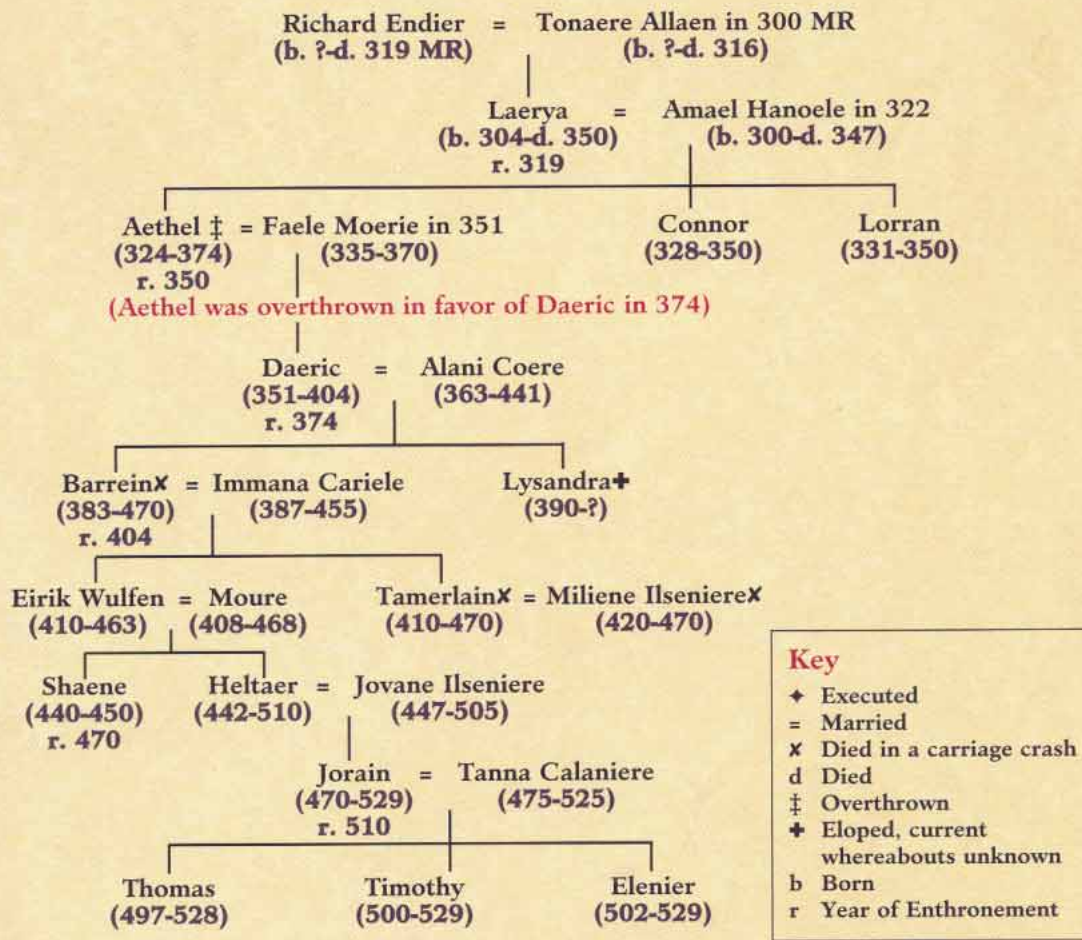 Richard Endier = Tonaere Allaen in 300 MR
(b. ?-d. 319 MR) (b. ?-d. 316)
Laerya = Amael Hanoele in 322
(b. 304-d. 350) (b. 300-d. 347)
r. 319
Aethel ‡ = Faele Moerie in 351 Connor Lorran
(324-374) (335-370) (328-350) (331-350)
r. 350
(Aethel was overthrown in favor of Daeric in 374)
Daeric = Alani Coere
(351-404) (363-441)
r. 374
Barrein✘ = Immana Cariele Lysandra✚
(383-470) (387-455) (390-?)
r. 404
Eirik Wulfen = Moure Tamerlain✘ = Miliene Ilseniere✘
(410-463) (408-468) (410-470) (420-470)
Shaene Heltaer = Jovane Ilseniere
(440-450) (442-510) (447-505)
r. 470
Jorain = Tanna Calaniere
(470-529) (475-525)
r. 510
Thomas Timothy Elenier
(497-528) (500-529) (502-529)
Key
✦ Executed
= Married
✘ Died in a carriage crash
d Died
‡ Overthrown
✚ Eloped, current
whereabouts unknown
b Born
r Year of Enthronement